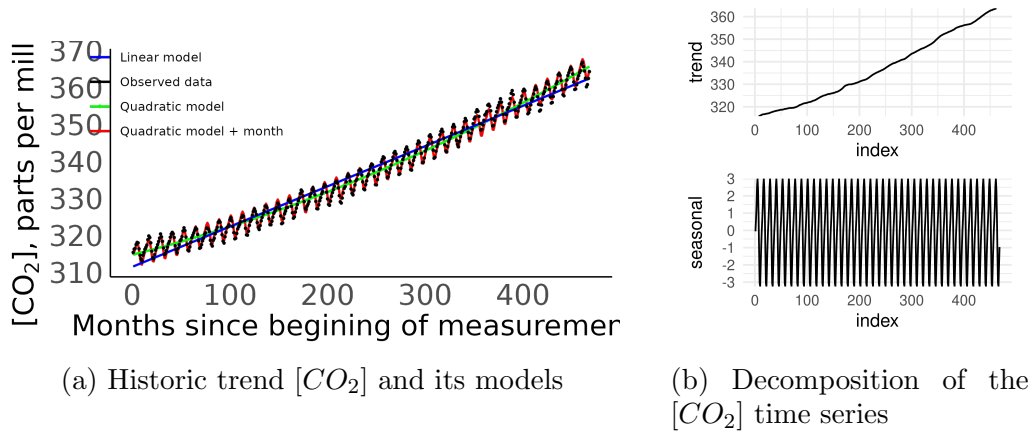 [CO2], parts per mill
370
360
350
340
330
320
310
Linear model
Observed data
Quadratic model
Quadratic model + month
0 100 200 300 400
Months since begining of measuremen
(a) Historic trend [CO2] and its models
trend
360
350
340
330
320
0 100 200 300 400
index
seasonal
3
2
1
0
-1
-2
-3
0 100 200 300 400
index
(b) Decomposition of the
[CO2] time series